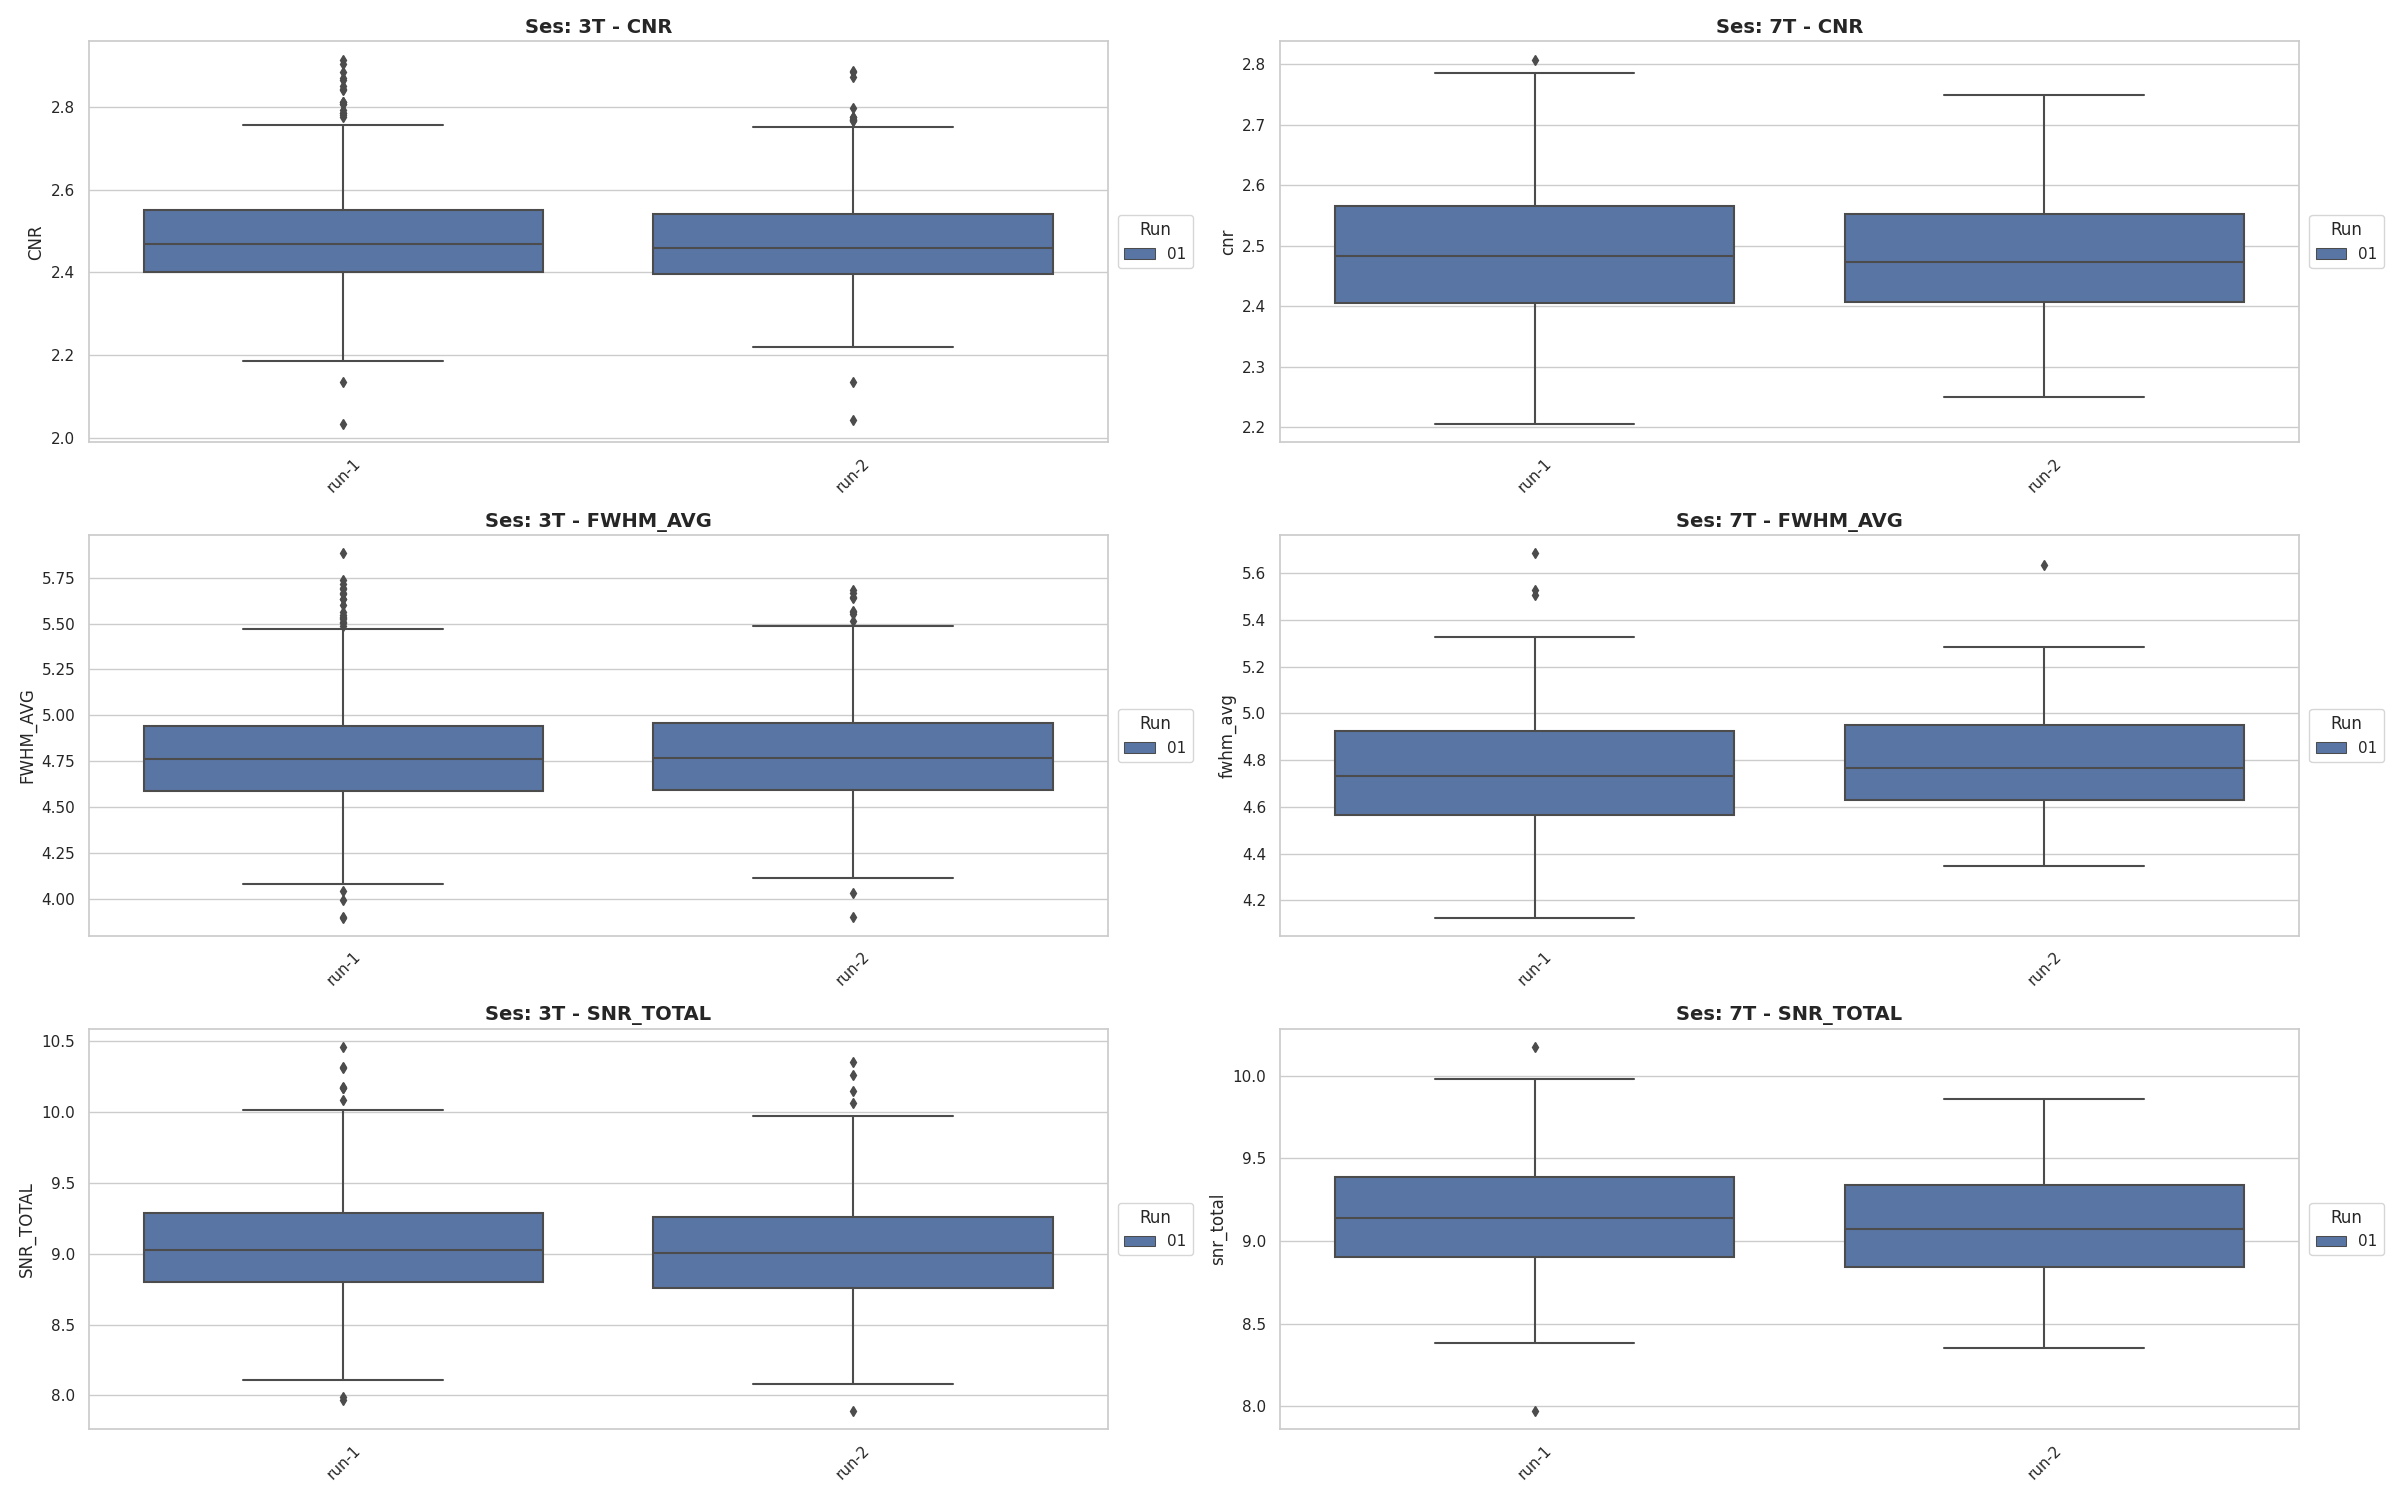 Ses: 3T - CNR
CNR
2.8
2.6
2.4
2.2
2.0
run-1
run-2
Run
01
Ses: 7T - CNR
cnr
2.8
2.7
2.6
2.5
2.4
2.3
2.2
run-1
run-2
Run
01
Ses: 3T - FWHM_AVG
FWHM_AVG
5.75
5.50
5.25
5.00
4.75
4.50
4.25
4.00
run-1
run-2
Run
01
Ses: 7T - FWHM_AVG
fwhm_avg
5.6
5.4
5.2
5.0
4.8
4.6
4.4
4.2
run-1
run-2
Run
01
Ses: 3T - SNR_TOTAL
SNR_TOTAL
10.5
10.0
9.5
9.0
8.5
8.0
run-1
run-2
Run
01
Ses: 7T - SNR_TOTAL
snr_total
10.0
9.5
9.0
8.5
8.0
run-1
run-2
Run
01